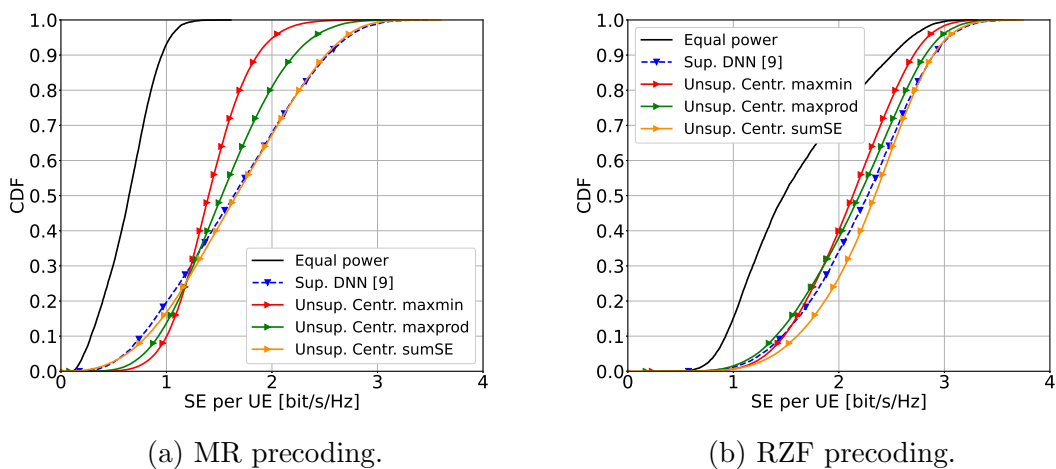 1.0
0.9
0.8
0.7
0.6
0.5
0.4
0.3
0.2
0.1
0.0
CDF
0 1 2 3 4
SE per UE [bit/s/Hz]
Equal power
Sup. DNN [9]
Unsup. Centr. maxmin
Unsup. Centr. maxprod
Unsup. Centr. sumSE
(a) MR precoding.
1.0
0.9
0.8
0.7
0.6
0.5
0.4
0.3
0.2
0.1
0.0
CDF
0 1 2 3 4
SE per UE [bit/s/Hz]
Equal power
Sup. DNN [9]
Unsup. Centr. maxmin
Unsup. Centr. maxprod
Unsup. Centr. sumSE
(b) RZF precoding.